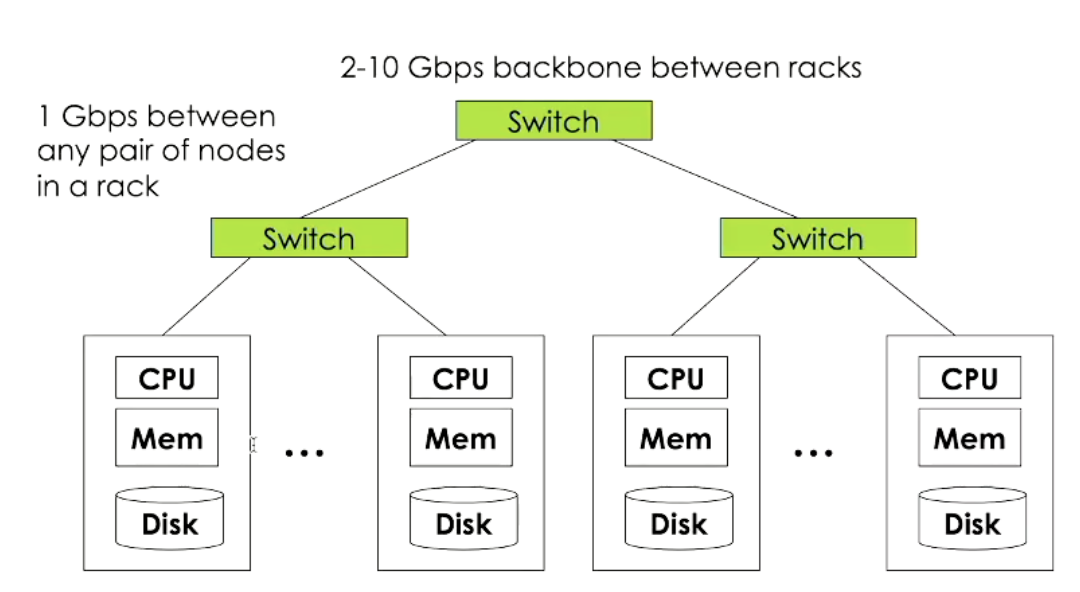 2-10 Gbps backbone between racks
1 Gbps between
any pair of nodes
in a rack
Switch
Switch
Switch
CPU
Mem
Disk
...
CPU
Mem
Disk
CPU
Mem
Disk
...
CPU
Mem
Disk